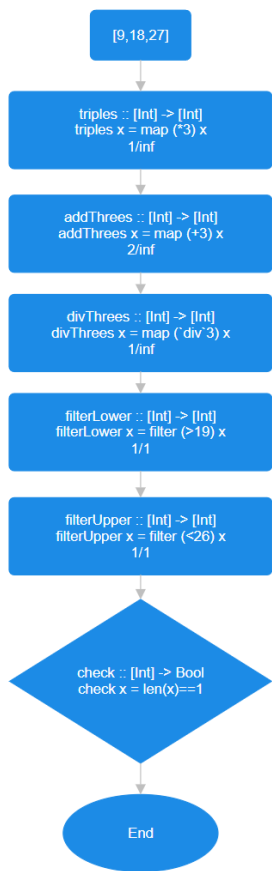 [9,18,27]
triples :: [Int] -> [Int]
triples x = map (*3) x
1/inf
addThrees :: [Int] -> [Int]
addThrees x = map (+3) x
2/inf
divThrees :: [Int] -> [Int]
divThrees x = map (`div`3) x
1/inf
filterLower :: [Int] -> [Int]
filterLower x = filter (>19) x
1/1
filterUpper :: [Int] -> [Int]
filterUpper x = filter (<26) x
1/1
check :: [Int] -> Bool
check x = len(x)==1
End